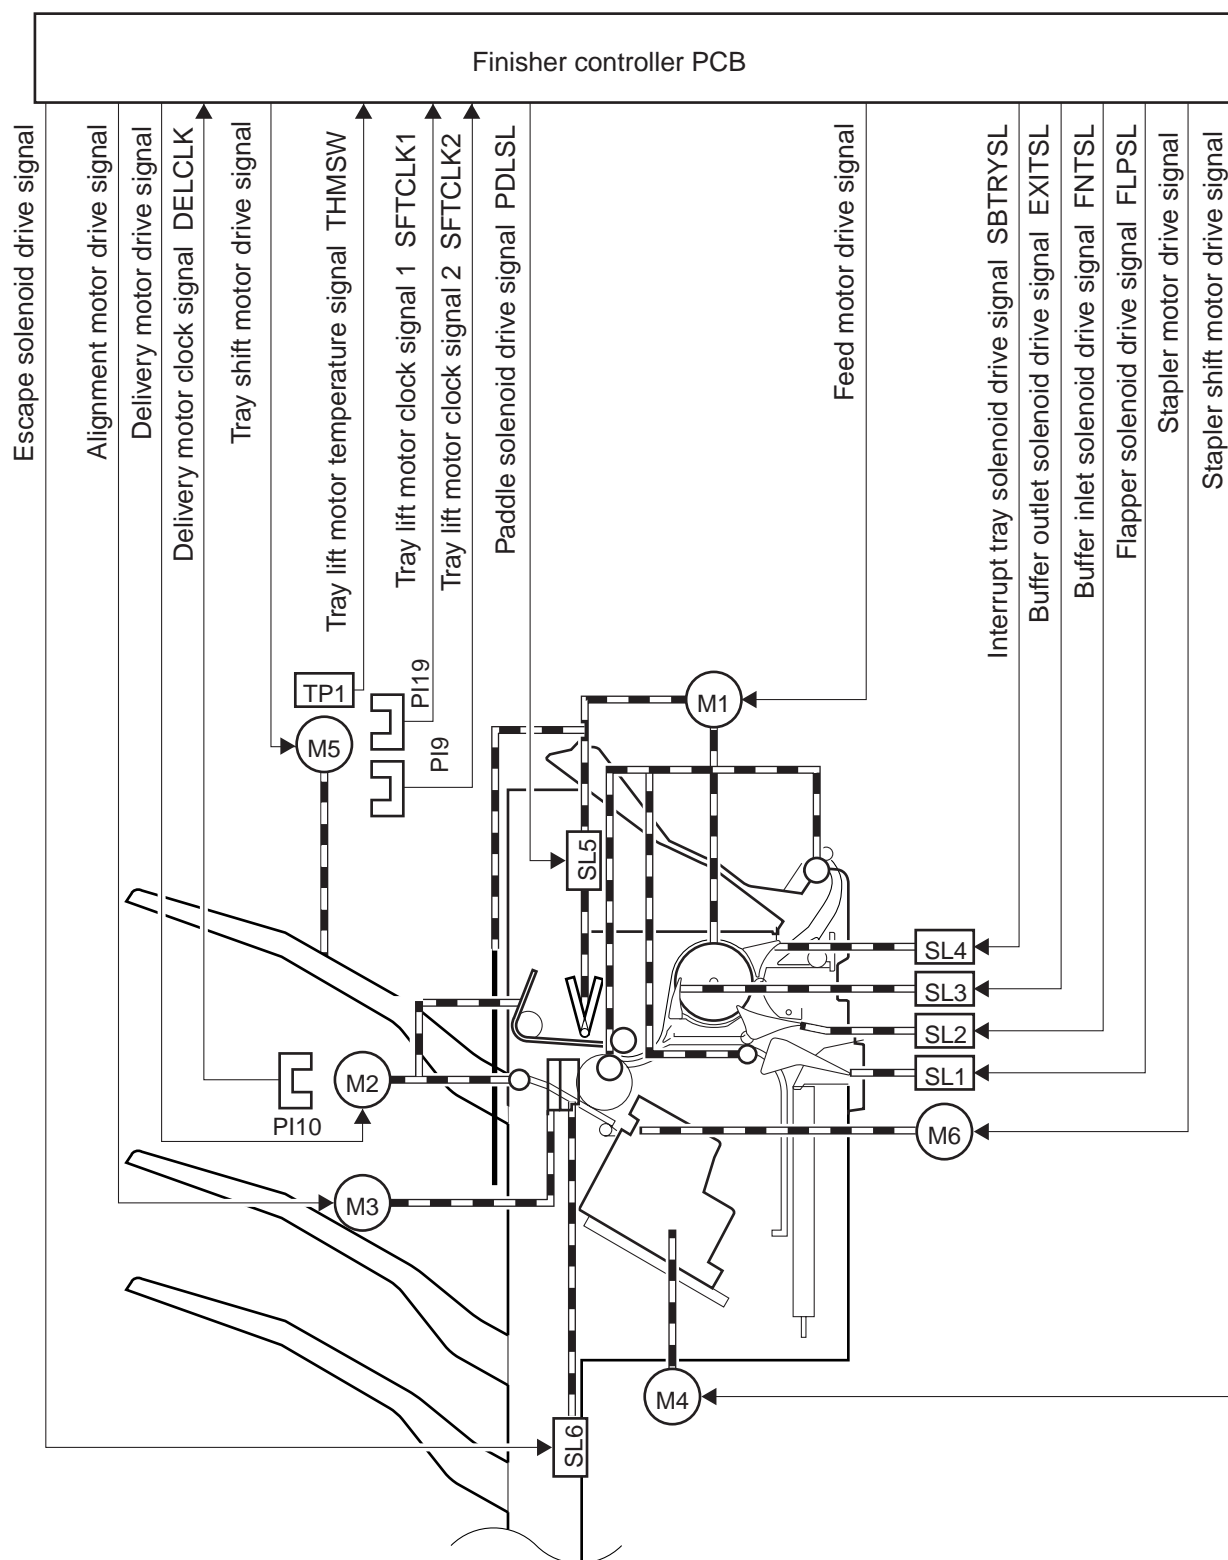 Finisher controller PCB
Escape solenoid drive signal
Alignment motor drive signal
Delivery motor drive signal
Delivery motor clock signal DELCLK
Tray shift motor drive signal
Tray lift motor temperature signal THMSW
Tray lift motor clock signal 1 SFTCLK1
Tray lift motor clock signal 2 SFTCLK2
Paddle solenoid drive signal PDLSL
Feed motor drive signal
Interrupt tray solenoid drive signal SBTRYSL
Buffer outlet solenoid drive signal EXITSL
Buffer inlet solenoid drive signal FNTSL
Flapper solenoid drive signal FLPSL
Stapler motor drive signal
Stapler shift motor drive signal
TP1
PI19
M1
M5
PI9
SL5
SL4
SL3
SL2
SL1
M2
PI10
M6
M3
M4
SL6